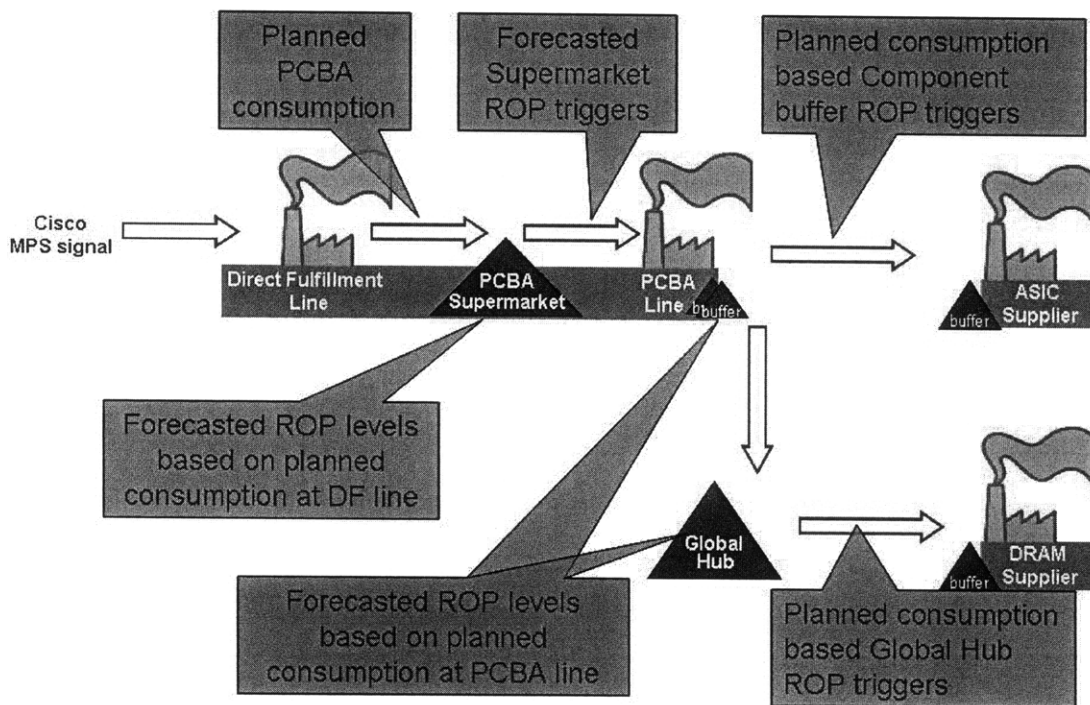 Planned
PCBA
consumption
Forecasted
Supermarket
ROP triggers
Planned consumption
based Component
buffer ROP triggers
Cisco
MPS signal
Direct Fulfillment
Line
PCBA
Supermarket
PCBA
Line
b
buffer
buffer
ASIC
Supplier
Forecasted ROP levels
based on planned
consumption at DF line
Global
Hub
buffer
DRAM
Supplier
Forecasted ROP levels
based on planned
consumption at PCBA line
Planned consumption
based Global Hub
ROP triggers